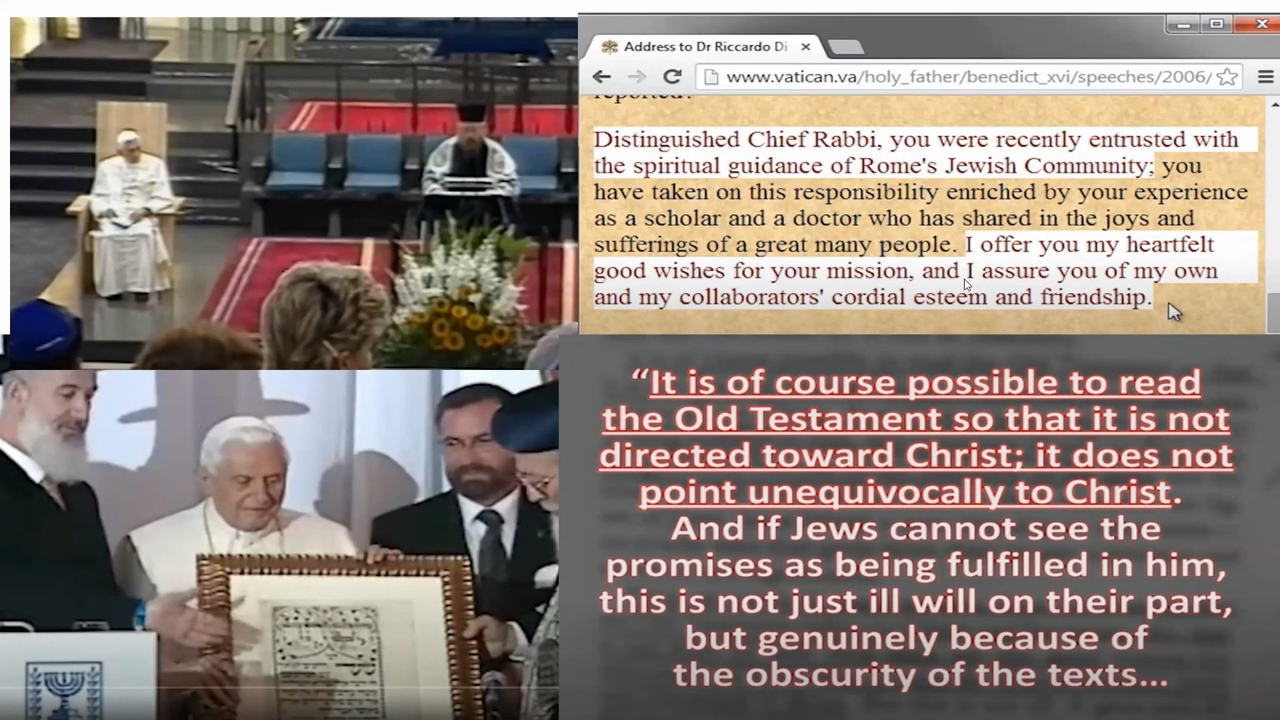 Address to Dr Riccardo Di
www.vatican.va/holy_father/benedict_xvi/speeches/2006/
reported?
Distinguished Chief Rabbi, you were recently entrusted with
the spiritual guidance of Rome's Jewish Community; you
have taken on this responsibility enriched by your experience
as a scholar and a doctor who has shared in the joys and
sufferings of a great many people. I offer you my heartfelt
good wishes for your mission, and I assure you of my own
and my collaborators' cordial esteem and friendship.
“It is of course possible to read
the Old Testament so that it is not
directed toward Christ; it does not
point unequivocally to Christ.
And if Jews cannot see the
promises as being fulfilled in him,
this is not just ill will on their part,
but genuinely because of
the obscurity of the texts...